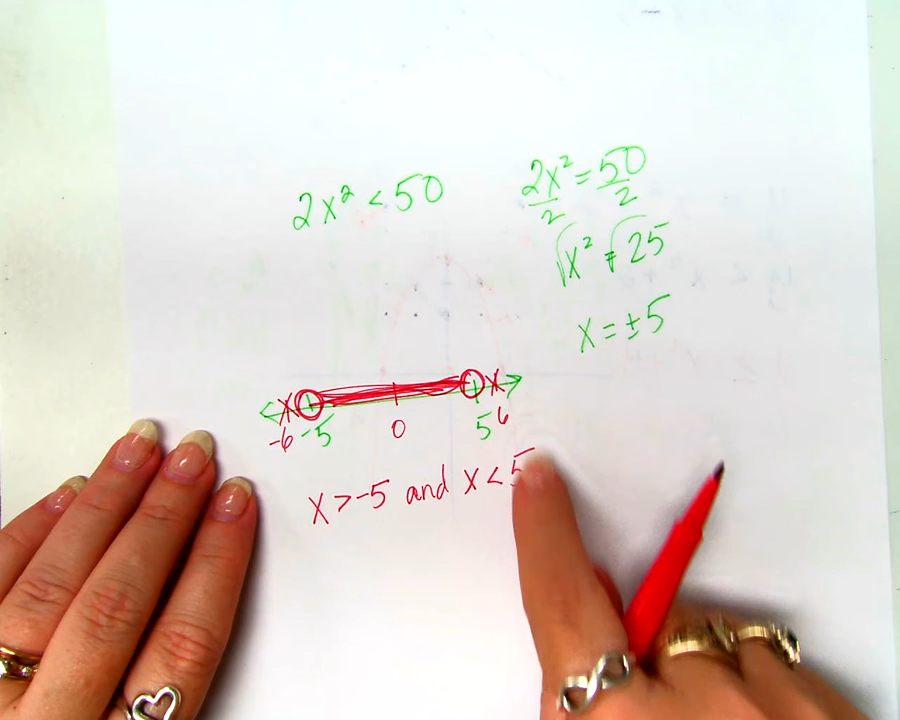 2x² < 50
2x² = 50
2 2
√x² = √25
x = ±5
x x
-6 -5 0 5 6
x > -5 and x < 5